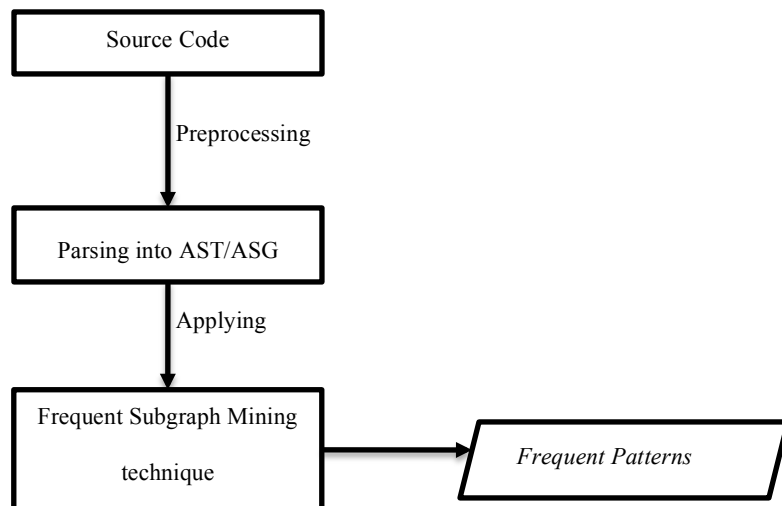 Source Code
Preprocessing
Parsing into AST/ASG
Applying
Frequent Subgraph Mining
technique
Frequent Patterns